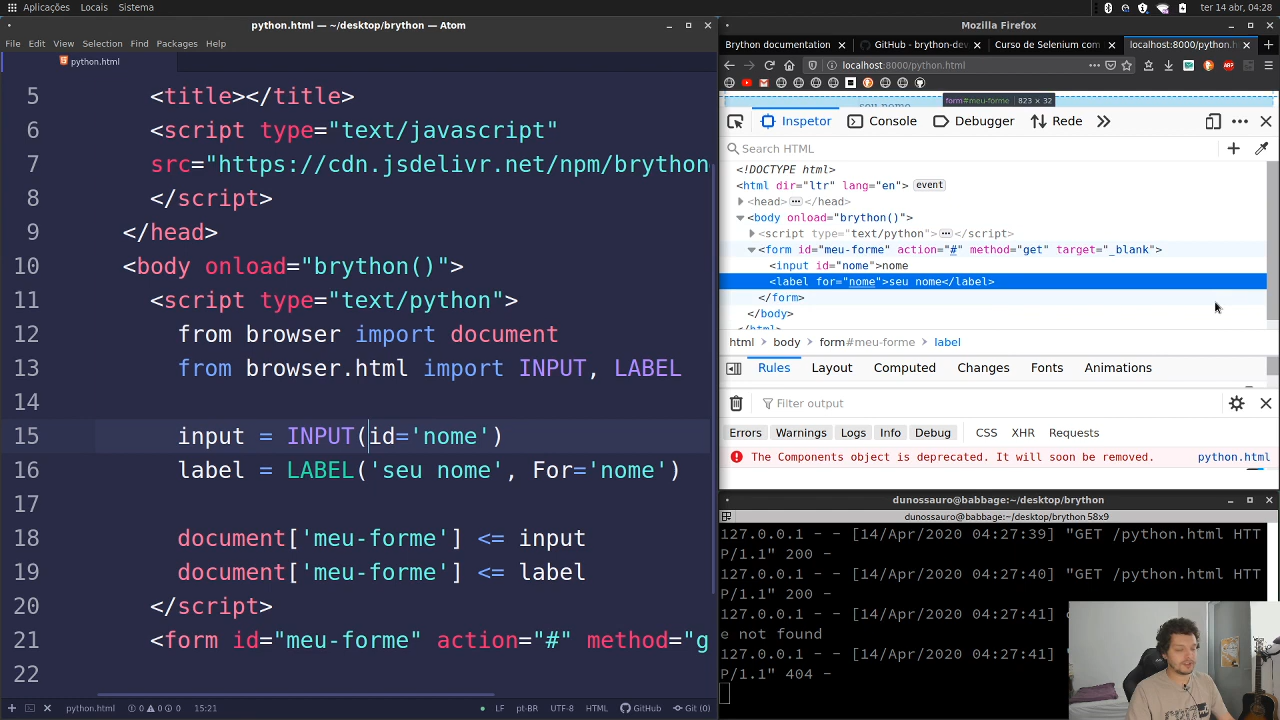 Aplicações Locais Sistema
ter 14 abr, 04:28
python.html — ~/desktop/brython — Atom
File Edit View Selection Find Packages Help
python.html
5 <title></title>
6 <script type="text/javascript"
7 src="https://cdn.jsdelivr.net/npm/brython
8 </script>
9 </head>
10 <body onload="brython()">
11 <script type="text/python">
12 from browser import document
13 from browser.html import INPUT, LABEL
14
15 input = INPUT(id='nome')
16 label = LABEL('seu nome', For='nome')
17
18 document['meu-forme'] <= input
19 document['meu-forme'] <= label
20 </script>
21 <form id="meu-forme" action="#" method="g
22
python.html 0 0 0 15:21 LF pt-BR UTF-8 HTML GitHub Git (0)
Mozilla Firefox
Brython documentation GitHub - brython-dev Curso de Selenium com localhost:8000/python.h
localhost:8000/python.html
seu nome
form#meu-forme 823 × 32
Inspetor Console Debugger Rede
Search HTML
<!DOCTYPE html>
<html dir="ltr" lang="en"> event
<head> ••• </head>
<body onload="brython()">
<script type="text/python"> ••• </script>
<form id="meu-forme" action="#" method="get" target="_blank">
<input id="nome">nome
<label for="nome">seu nome</label>
</form>
</body>
</html>
html > body > form#meu-forme > label
Rules Layout Computed Changes Fonts Animations
Filter output
Errors Warnings Logs Info Debug CSS XHR Requests
The Components object is deprecated. It will soon be removed. python.html
dunossauro@babbage:~/desktop/brython
dunossauro@babbage:~/desktop/brython 58x9
127.0.0.1 - - [14/Apr/2020 04:27:39] "GET /python.html HTT
P/1.1" 200 -
127.0.0.1 - - [14/Apr/2020 04:27:40] "GET /python.html HTT
P/1.1" 200 -
127.0.0.1 - - [14/Apr/2020 04:27:41] c
e not found
127.0.0.1 - - [14/Apr/2020 04:27:41] "
P/1.1" 404 -